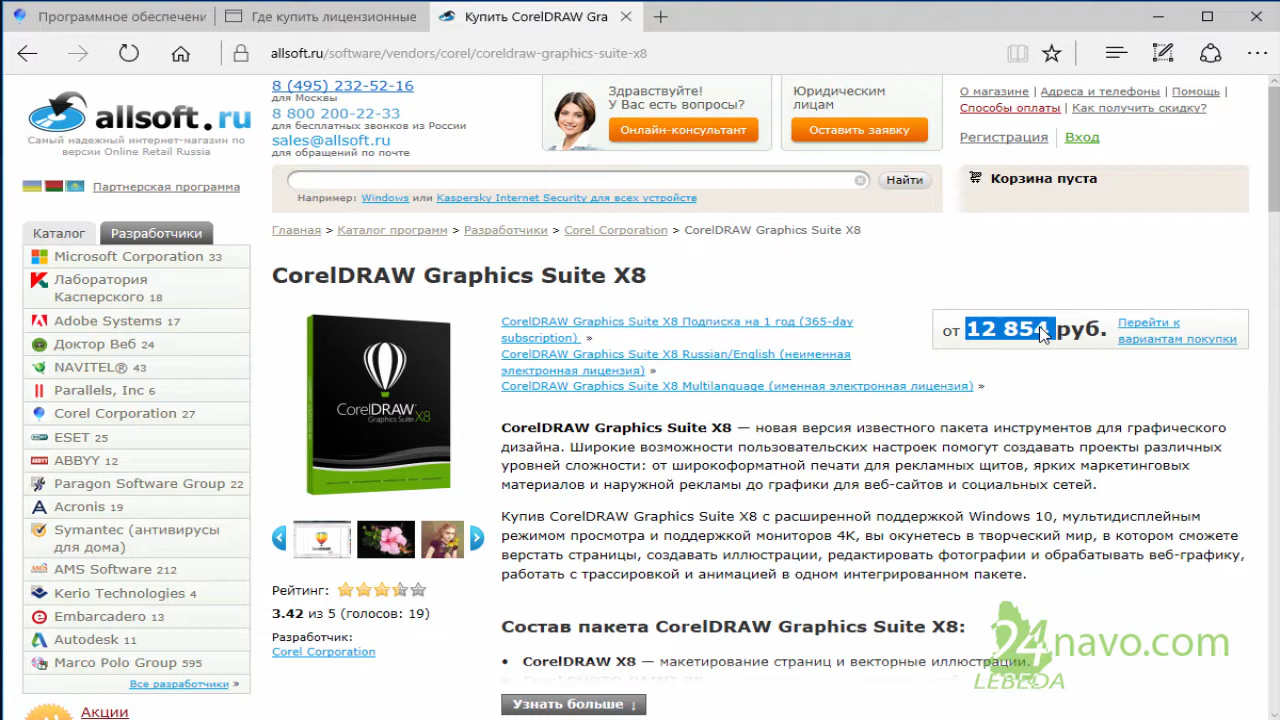 Программное обеспечени
Где купить лицензионные
Купить CorelDRAW Gra
allsoft.ru/software/vendors/corel/coreldraw-graphics-suite-x8
allsoft.ru
Самый надежный интернет-магазин по
версии Online Retail Russia
8 (495) 232-52-16
для Москвы
8 800 200-22-33
для бесплатных звонков из России
sales@allsoft.ru
для обращений по почте
Здравствуйте!
У Вас есть вопросы?
Онлайн-консультант
Юридическим
лицам
Оставить заявку
О магазине
Адреса и телефоны
Помощь
Способы оплаты
Как получить скидку?
Регистрация
Вход
Партнерская программа
Найти
Например: Windows или Kaspersky Internet Security для всех устройств
Корзина пуста
Каталог
Разработчики
Microsoft Corporation 33
Лаборатория
Касперского 18
Adobe Systems 17
Доктор Веб 24
NAVITEL® 43
Parallels, Inc 6
Corel Corporation 27
ESET 25
ABBYY 12
Paragon Software Group 22
Acronis 19
Symantec (антивирусы
для дома)
AMS Software 212
Kerio Technologies 4
Embarcadero 13
Autodesk 11
Marco Polo Group 595
Все разработчики »
Акции
Главная > Каталог программ > Разработчики > Corel Corporation > CorelDRAW Graphics Suite X8
CorelDRAW Graphics Suite X8
CorelDRAW
Graphics Suite X8
Рейтинг:
3.42 из 5 (голосов: 19)
Разработчик:
Corel Corporation
CorelDRAW Graphics Suite X8 Подписка на 1 год (365-day
subscription) »
CorelDRAW Graphics Suite X8 Russian/English (неименная
электронная лицензия) »
CorelDRAW Graphics Suite X8 Multilanguage (именная электронная лицензия) »
от 12 854 руб.
Перейти к
вариантам покупки
CorelDRAW Graphics Suite X8 — новая версия известного пакета инструментов для графического
дизайна. Широкие возможности пользовательских настроек помогут создавать проекты различных
уровней сложности: от широкоформатной печати для рекламных щитов, ярких маркетинговых
материалов и наружной рекламы до графики для веб-сайтов и социальных сетей.
Купив CorelDRAW Graphics Suite X8 с расширенной поддержкой Windows 10, мультидисплейным
режимом просмотра и поддержкой мониторов 4K, вы окунетесь в творческий мир, в котором сможете
верстать страницы, создавать иллюстрации, редактировать фотографии и обрабатывать веб-графику,
работать с трассировкой и анимацией в одном интегрированном пакете.
Состав пакета CorelDRAW Graphics Suite X8:
• CorelDRAW X8 — макетирование страниц и векторные иллюстрации.
Узнать больше ↓
24navo.com
LEBEDA